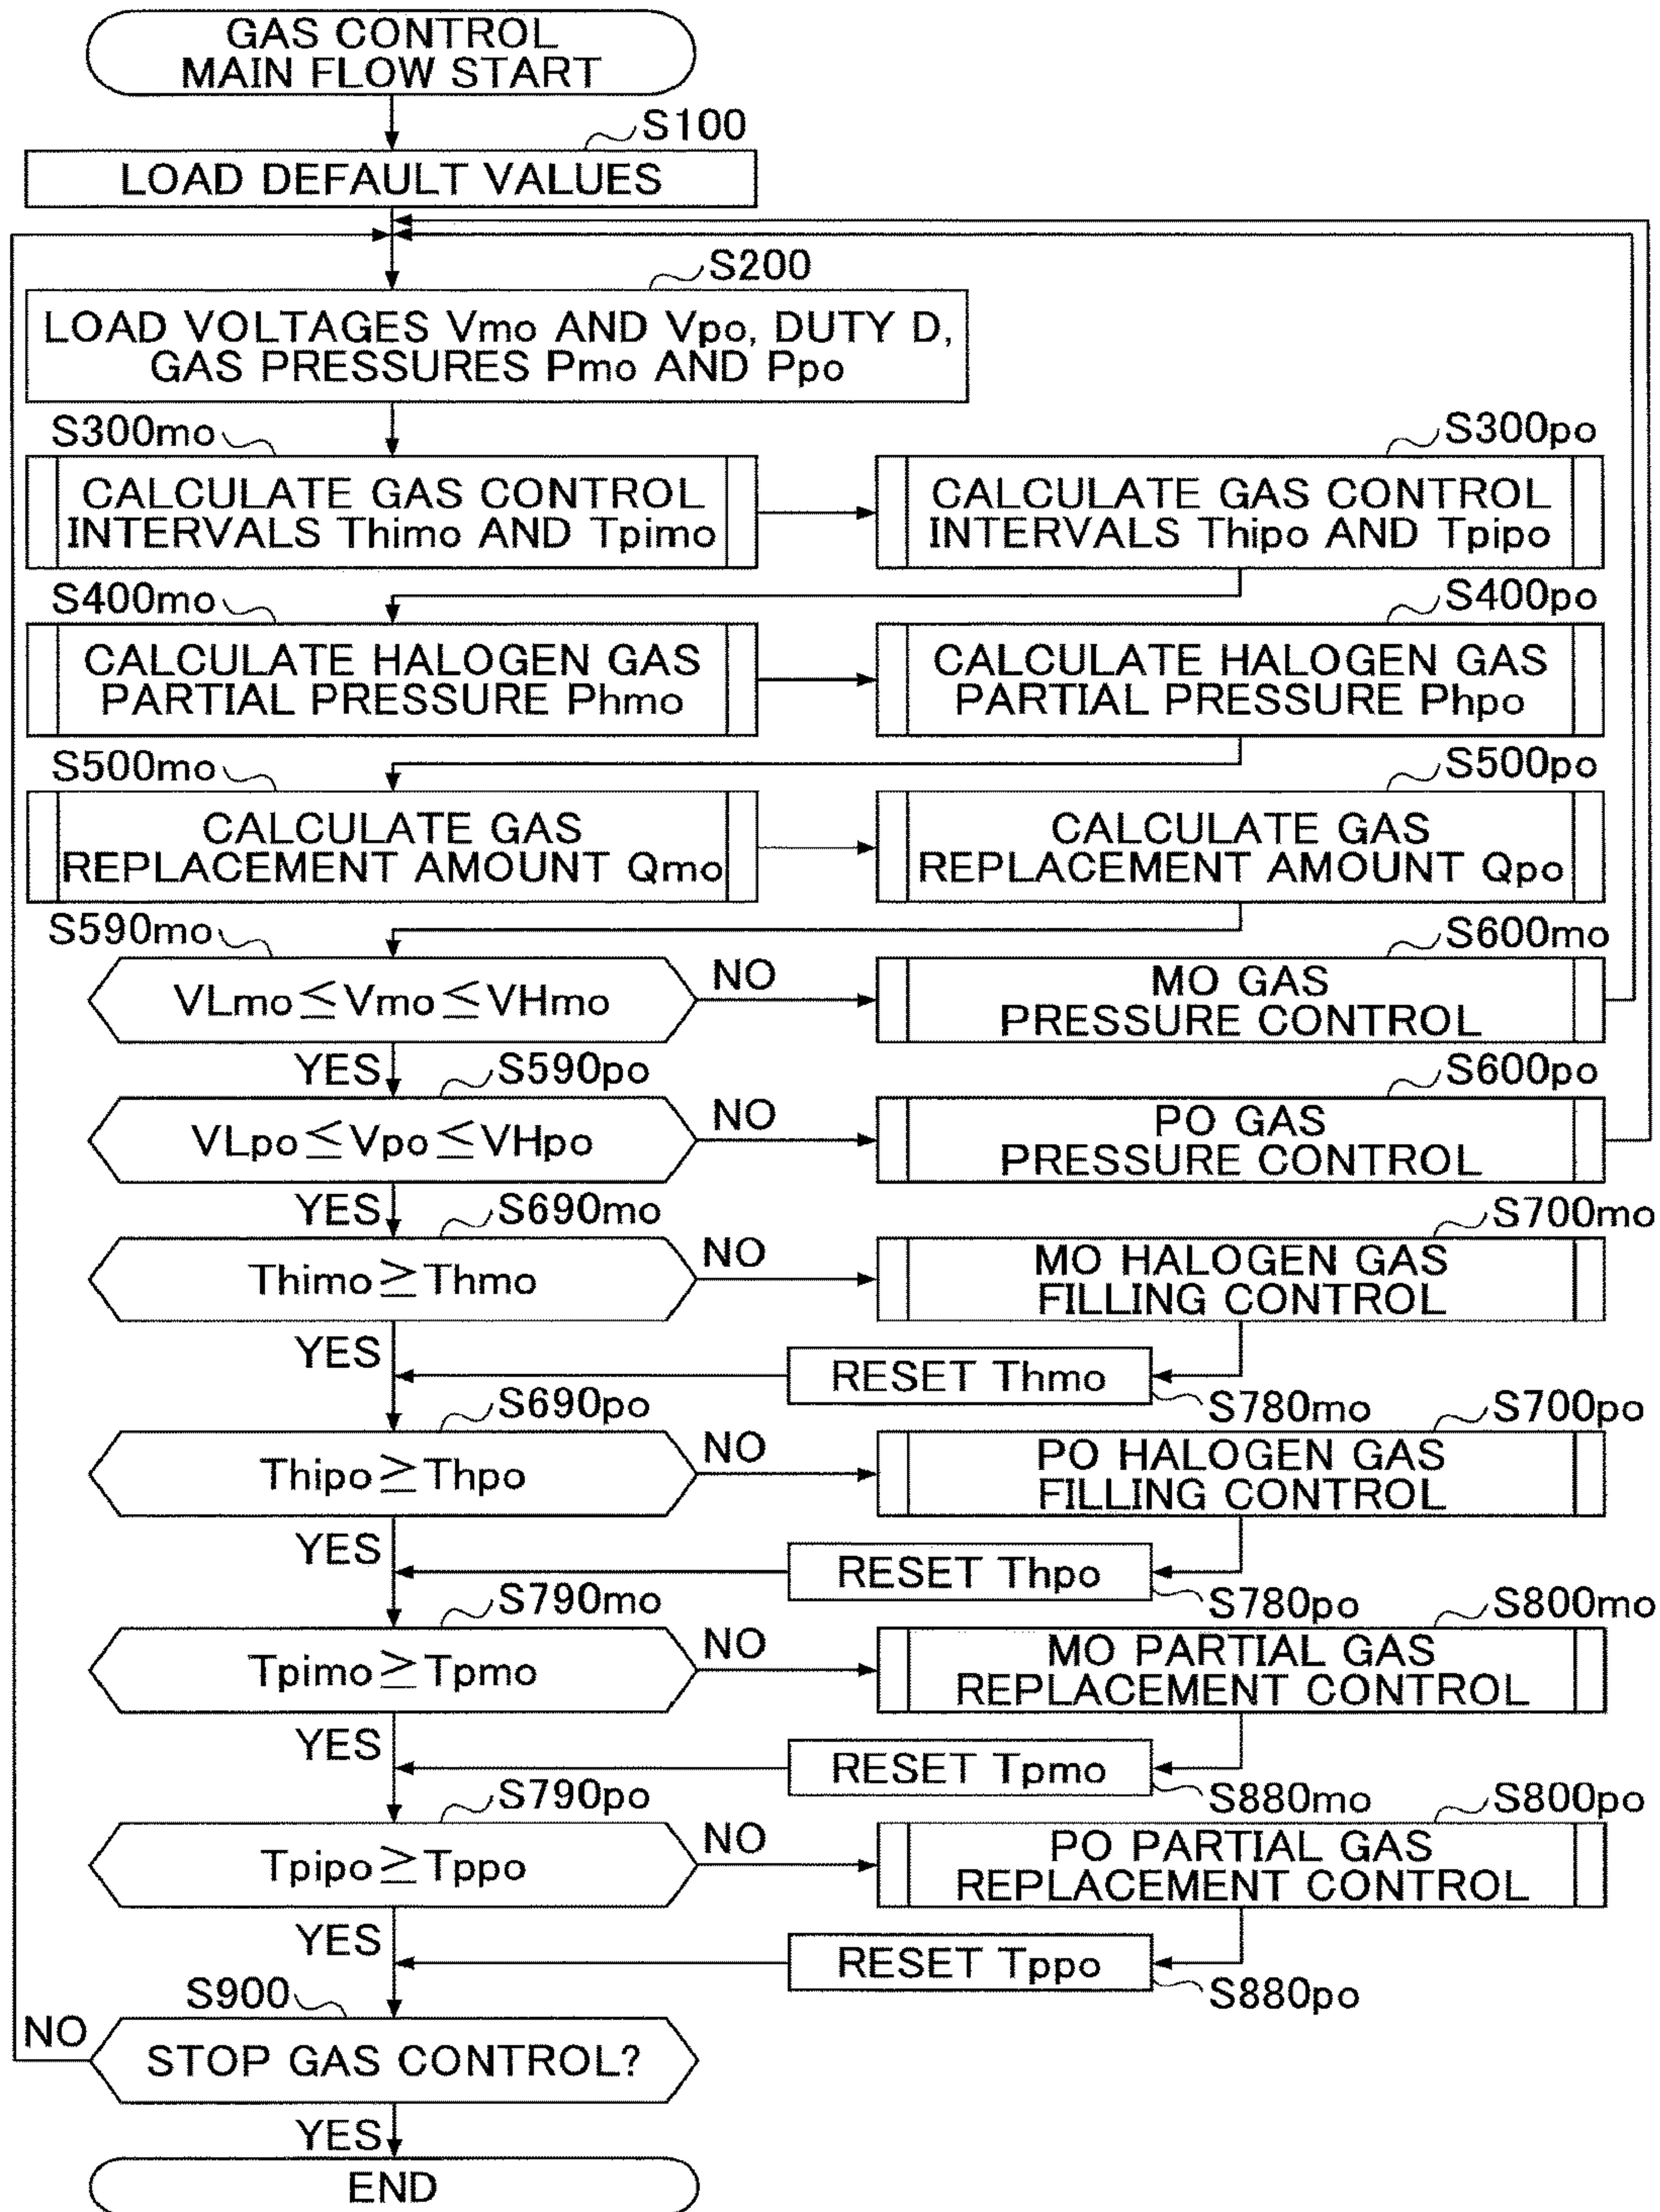 GAS CONTROL
MAIN FLOW START
S100
LOAD DEFAULT VALUES
S200
LOAD VOLTAGES Vmo AND Vpo, DUTY D,
GAS PRESSURES Pmo AND Ppo
S300mo
CALCULATE GAS CONTROL
INTERVALS Thimo AND Tpimo
S300po
CALCULATE GAS CONTROL
INTERVALS Thipo AND Tpipo
S400mo
CALCULATE HALOGEN GAS
PARTIAL PRESSURE Phmo
S400po
CALCULATE HALOGEN GAS
PARTIAL PRESSURE Phpo
S500mo
CALCULATE GAS
REPLACEMENT AMOUNT Qmo
S500po
CALCULATE GAS
REPLACEMENT AMOUNT Qpo
S590mo
VLmo≦Vmo≦VHmo
NO
S600mo
MO GAS
PRESSURE CONTROL
YES
S590po
VLpo≦Vpo≦VHpo
NO
S600po
PO GAS
PRESSURE CONTROL
YES
S690mo
Thimo≧Thmo
NO
S700mo
MO HALOGEN GAS
FILLING CONTROL
YES
RESET Thmo
S780mo
S690po
Thipo≧Thpo
NO
S700po
PO HALOGEN GAS
FILLING CONTROL
YES
RESET Thpo
S780po
S790mo
Tpimo≧Tpmo
NO
S800mo
MO PARTIAL GAS
REPLACEMENT CONTROL
YES
RESET Tpmo
S880mo
S790po
Tpipo≧Tppo
NO
S800po
PO PARTIAL GAS
REPLACEMENT CONTROL
YES
RESET Tppo
S880po
S900
NO
STOP GAS CONTROL?
YES
END